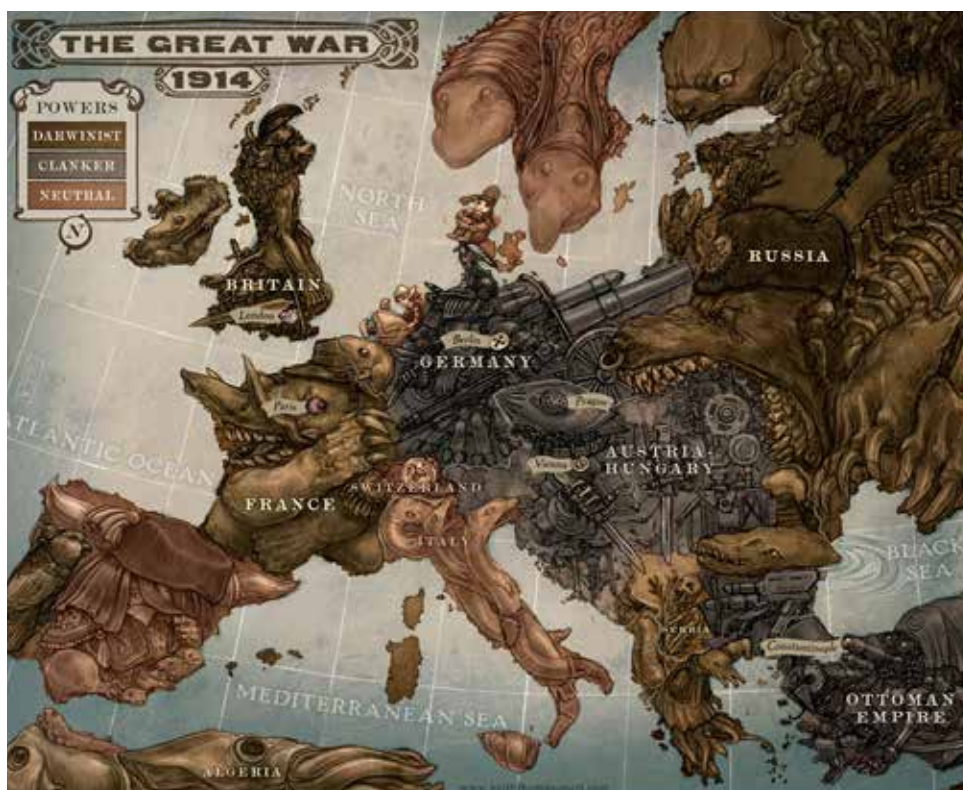 THE GREAT WAR
1914
POWERS
DARWINIST
CLANKER
NEUTRAL
N
NORTH
SEA
BRITAIN
London
RUSSIA
Berlin
GERMANY
Paris
Prague
ATLANTIC OCEAN
AUSTRIA-
HUNGARY
Vienna
SWITZERLAND
FRANCE
ITALY
BLACK
SEA
SERBIA
Constantinople
MEDITERRANEAN SEA
OTTOMAN
EMPIRE
ALGERIA